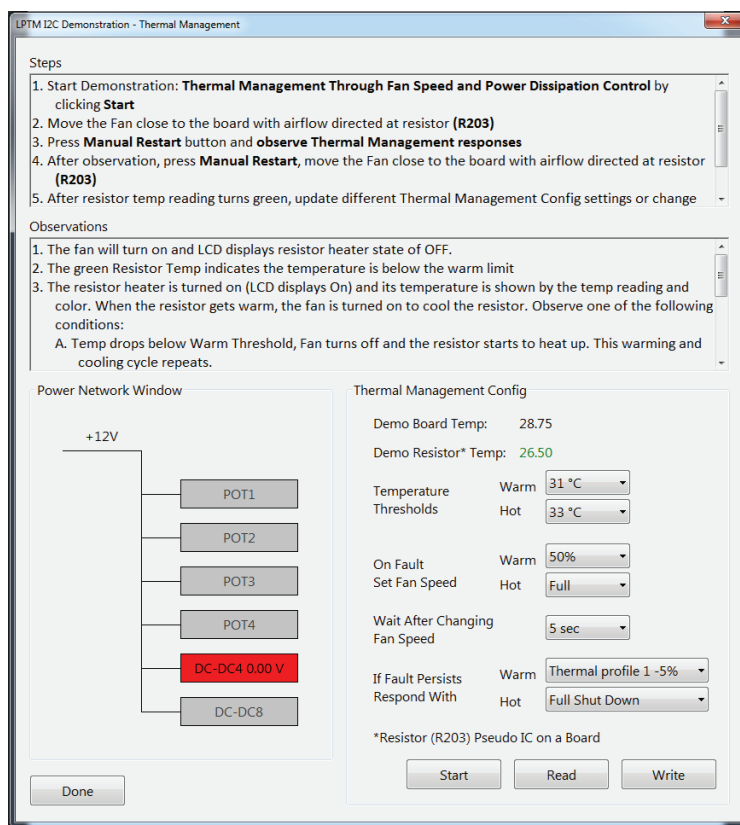 LPTM I2C Demonstration - Thermal Management
Steps
1. Start Demonstration: Thermal Management Through Fan Speed and Power Dissipation Control by
clicking Start
2. Move the Fan close to the board with airflow directed at resistor (R203)
3. Press Manual Restart button and observe Thermal Management responses
4. After observation, press Manual Restart, move the Fan close to the board with airflow directed at resistor
(R203)
5. After resistor temp reading turns green, update different Thermal Management Config settings or change
Observations
1. The fan will turn on and LCD displays resistor heater state of OFF.
2. The green Resistor Temp indicates the temperature is below the warm limit
3. The resistor heater is turned on (LCD displays On) and its temperature is shown by the temp reading and
color. When the resistor gets warm, the fan is turned on to cool the resistor. Observe one of the following
conditions:
A. Temp drops below Warm Threshold, Fan turns off and the resistor starts to heat up. This warming and
cooling cycle repeats.
Power Network Window
+12V
POT1
POT2
POT3
POT4
DC-DC4 0.00 V
DC-DC8
Done
Thermal Management Config
Demo Board Temp: 28.75
Demo Resistor* Temp: 26.50
Temperature Thresholds
Warm 31 °C
Hot 33 °C
On Fault Set Fan Speed
Warm 50%
Hot Full
Wait After Changing Fan Speed
5 sec
If Fault Persists Respond With
Warm Thermal profile 1 -5%
Hot Full Shut Down
*Resistor (R203) Pseudo IC on a Board
Start Read Write